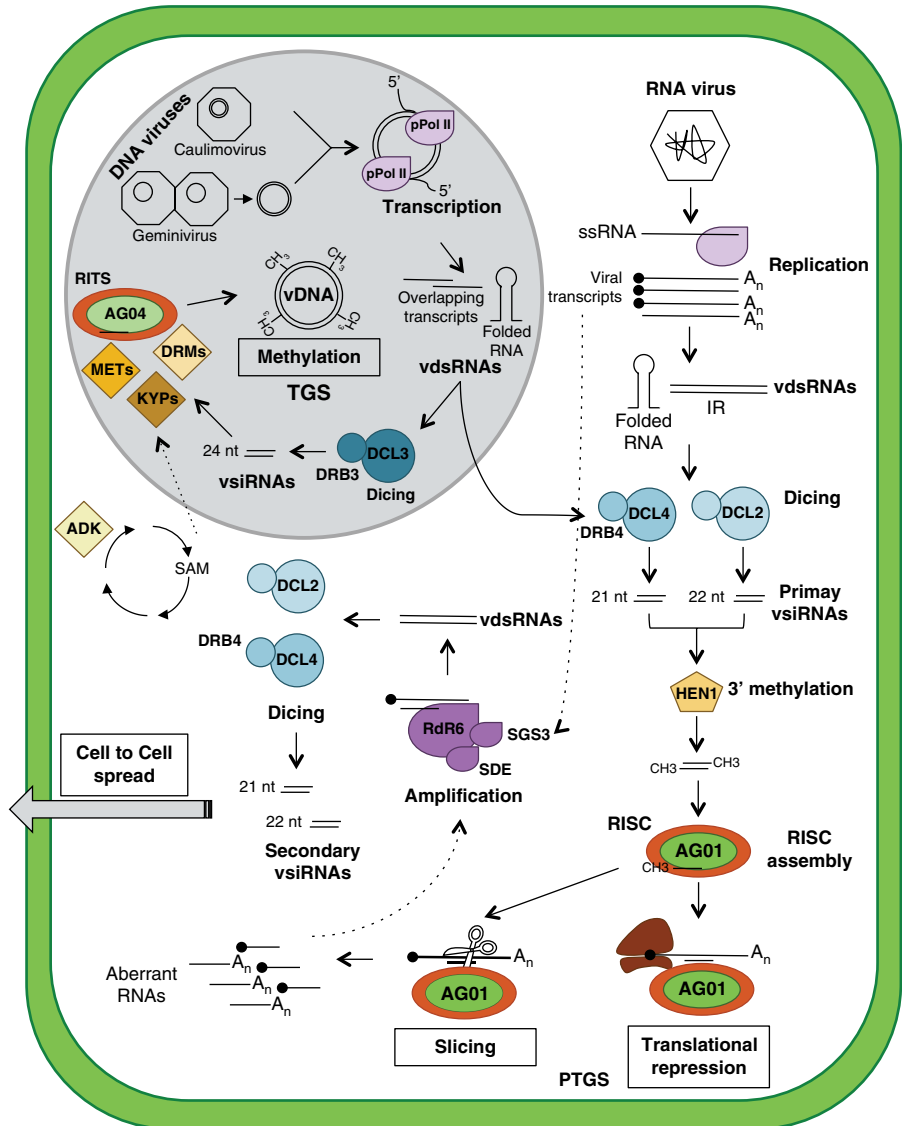 DNA viruses
Caulimovirus
Geminivirus
5'
pPol II
pPol II
5'
Transcription
RITS
AG04
METs
DRMs
KYPs
CH3
CH3
vDNA
CH3
CH3
Methylation
TGS
Overlapping
transcripts
Folded
RNA
vdsRNAs
24 nt
vsiRNAs
DRB3
DCL3
Dicing
ADK
SAM
RNA virus
ssRNA
Replication
Viral
transcripts
An
An
An
Folded
RNA
IR
vdsRNAs
DRB4
DCL4
DCL2
Dicing
21 nt
22 nt
Primay
vsiRNAs
HEN1
3' methylation
CH3
CH3
RISC
AG01
CH3
RISC
assembly
An
AG01
Translational
repression
PTGS
An
AG01
Slicing
Aberrant
RNAs
An
An
An
RdR6
SGS3
SDE
Amplification
vdsRNAs
DCL2
DRB4
DCL4
Dicing
21 nt
22 nt
Secondary
vsiRNAs
Cell to Cell
spread